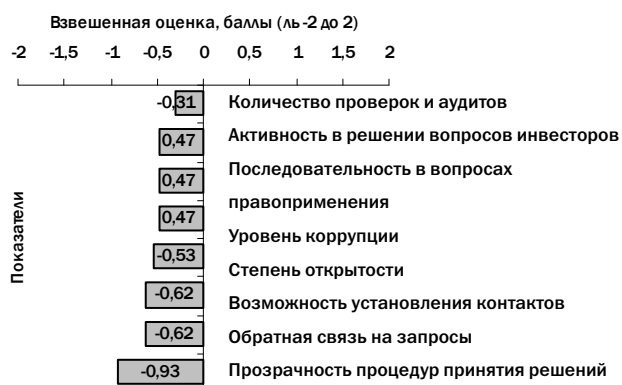 Взвешенная оценка, баллы (ль -2 до 2)
-2 -1,5 -1 -0,5 0 0,5 1 1,5 2
-0,31 Количество проверок и аудитов
0,47 Активность в решении вопросов инвесторов
0,47 Последовательность в вопросах
правоприменения
0,47 Уровень коррупции
-0,53 Степень открытости
-0,62 Возможность установления контактов
-0,62 Обратная связь на запросы
-0,93 Прозрачность процедур принятия решений
Показатели